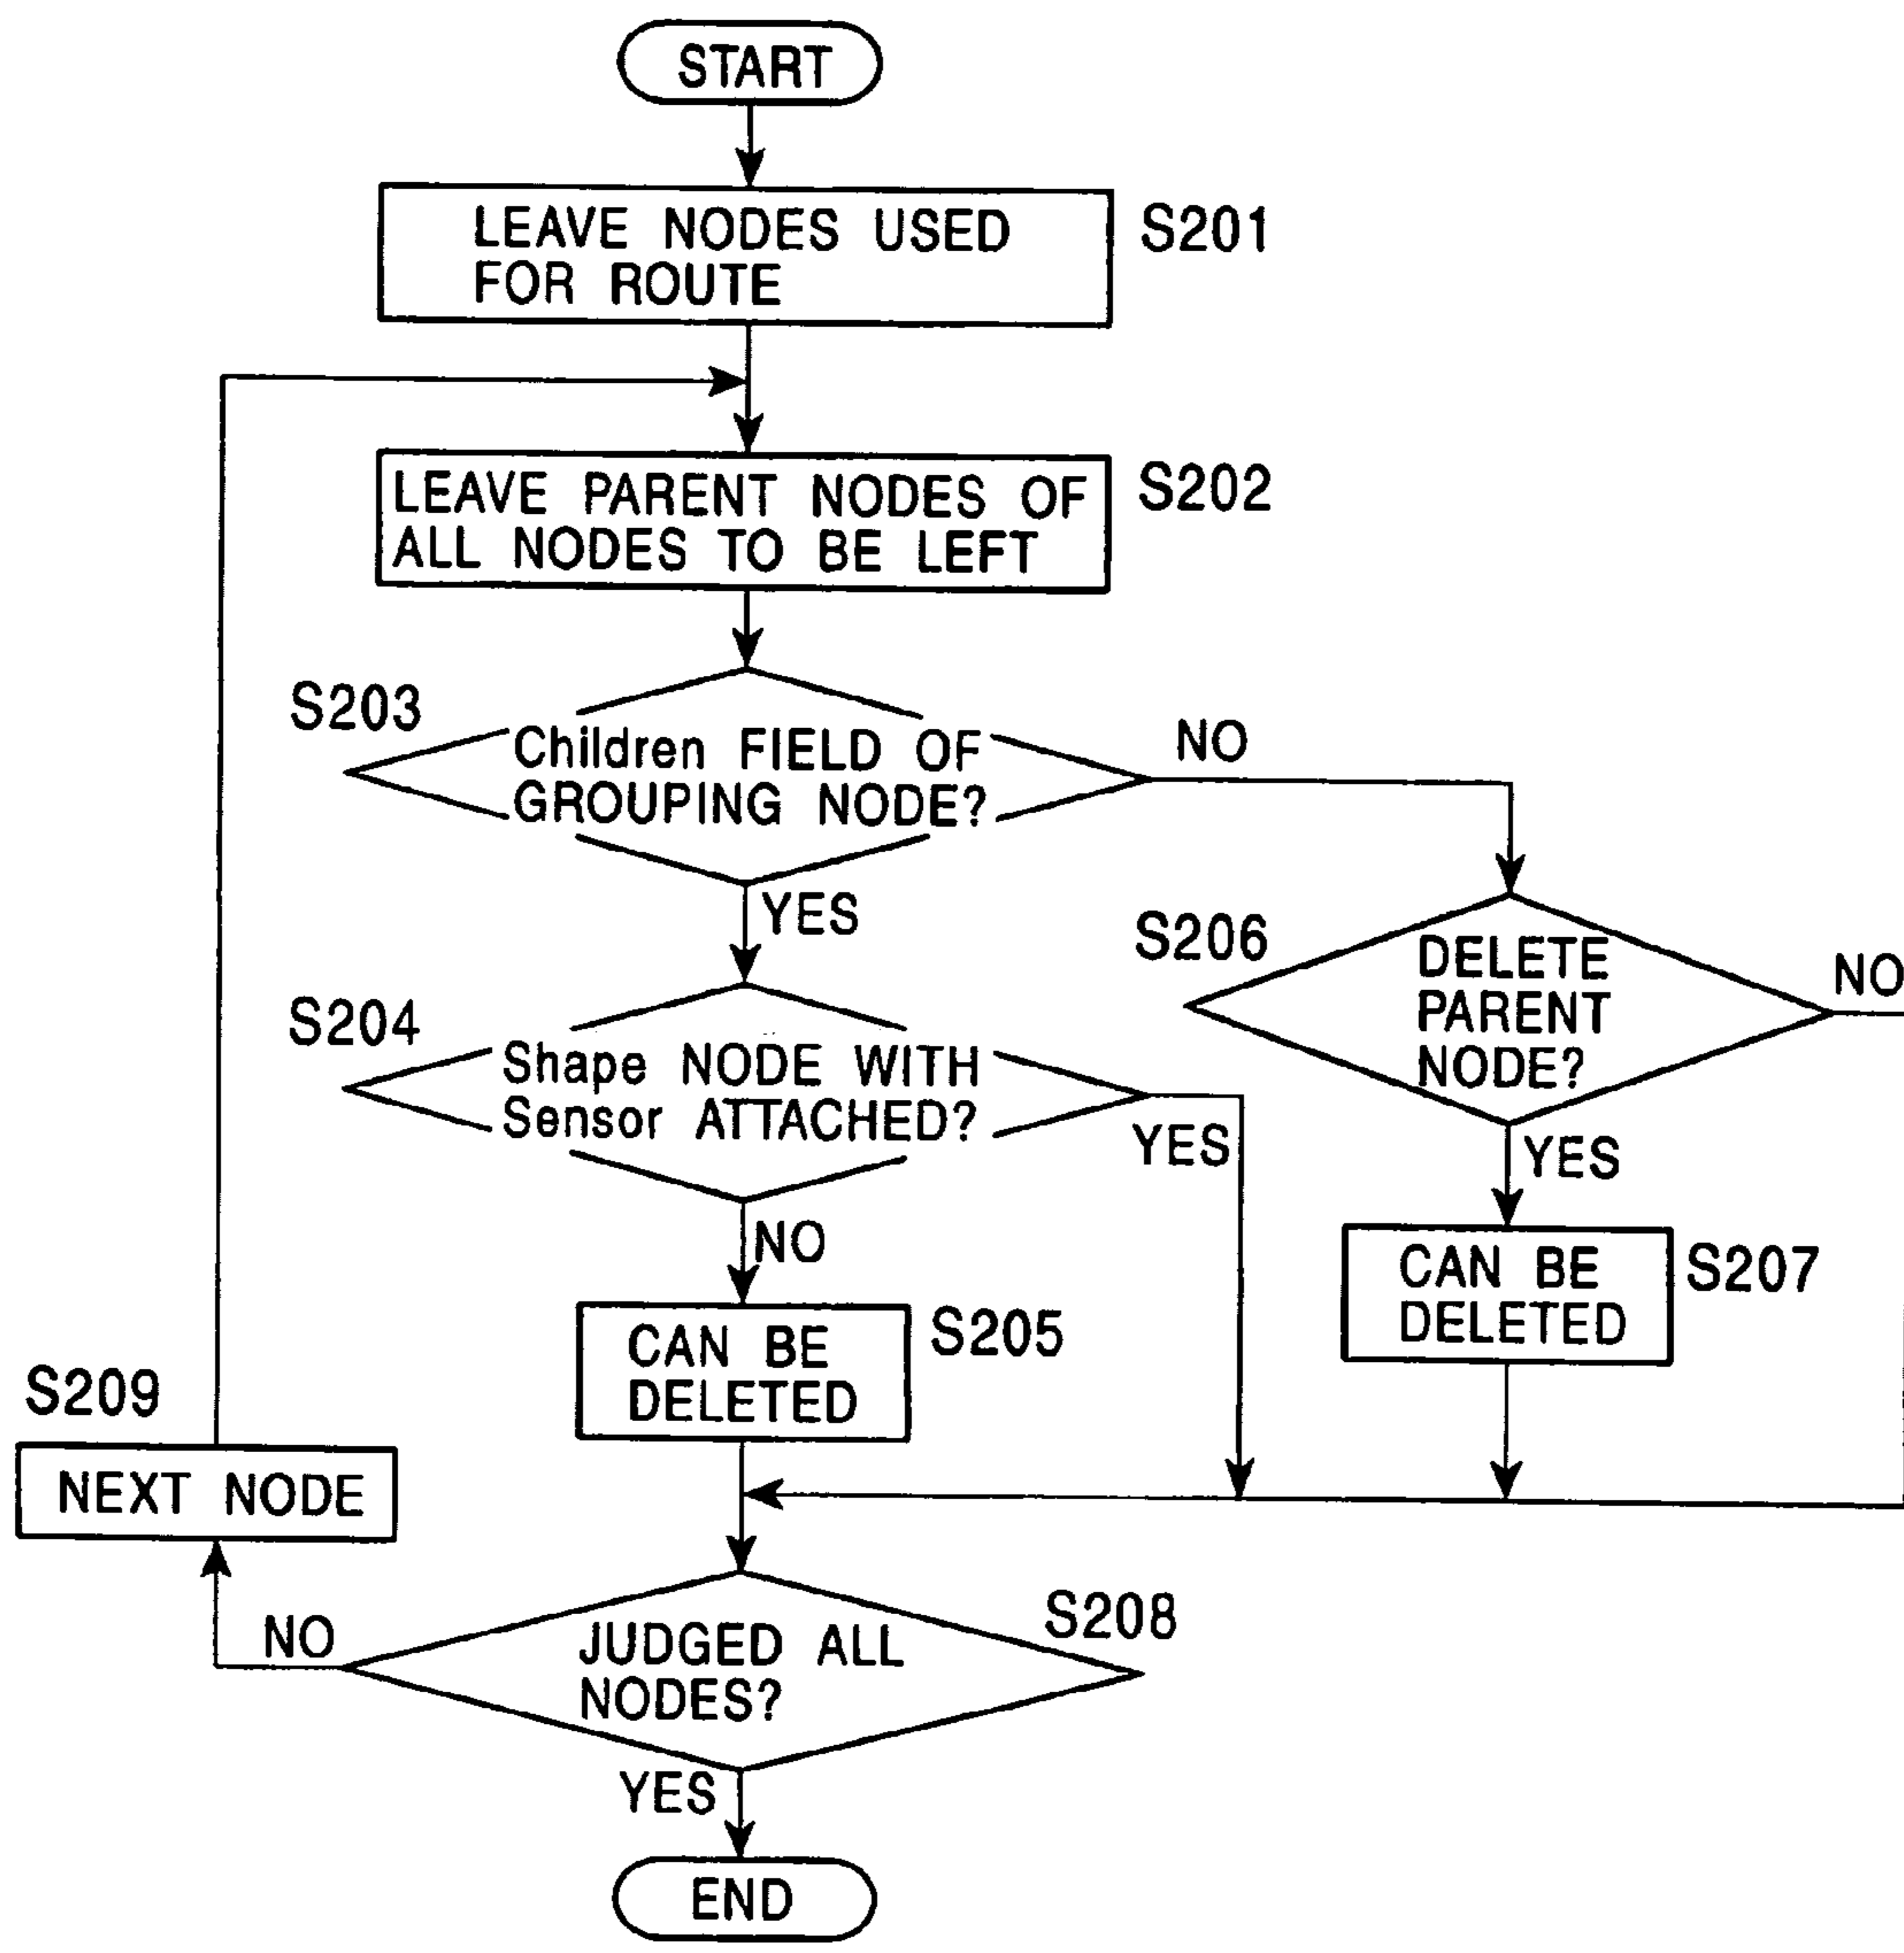 START
LEAVE NODES USED
FOR ROUTE
S201
LEAVE PARENT NODES OF
ALL NODES TO BE LEFT
S202
S203
Children FIELD OF
GROUPING NODE?
NO
YES
S206
DELETE
PARENT
NODE?
NO
S204
Shape NODE WITH
Sensor ATTACHED?
YES
YES
NO
CAN BE
DELETED
S207
CAN BE
DELETED
S205
S209
NEXT NODE
NO
JUDGED ALL
NODES?
S208
YES
END